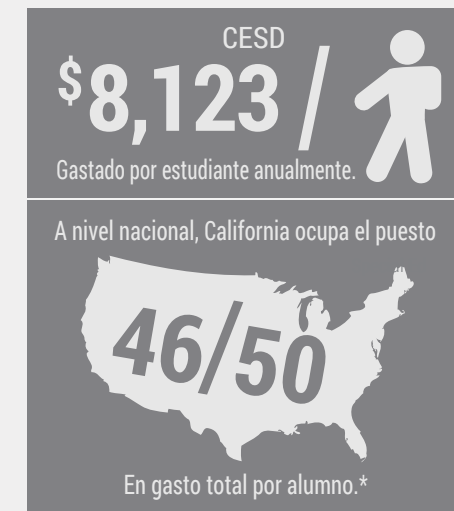 CESD
$8,123 /
Gastado por estudiante anualmente.
A nivel nacional, California ocupa el puesto
46/50
En gasto total por alumno.*